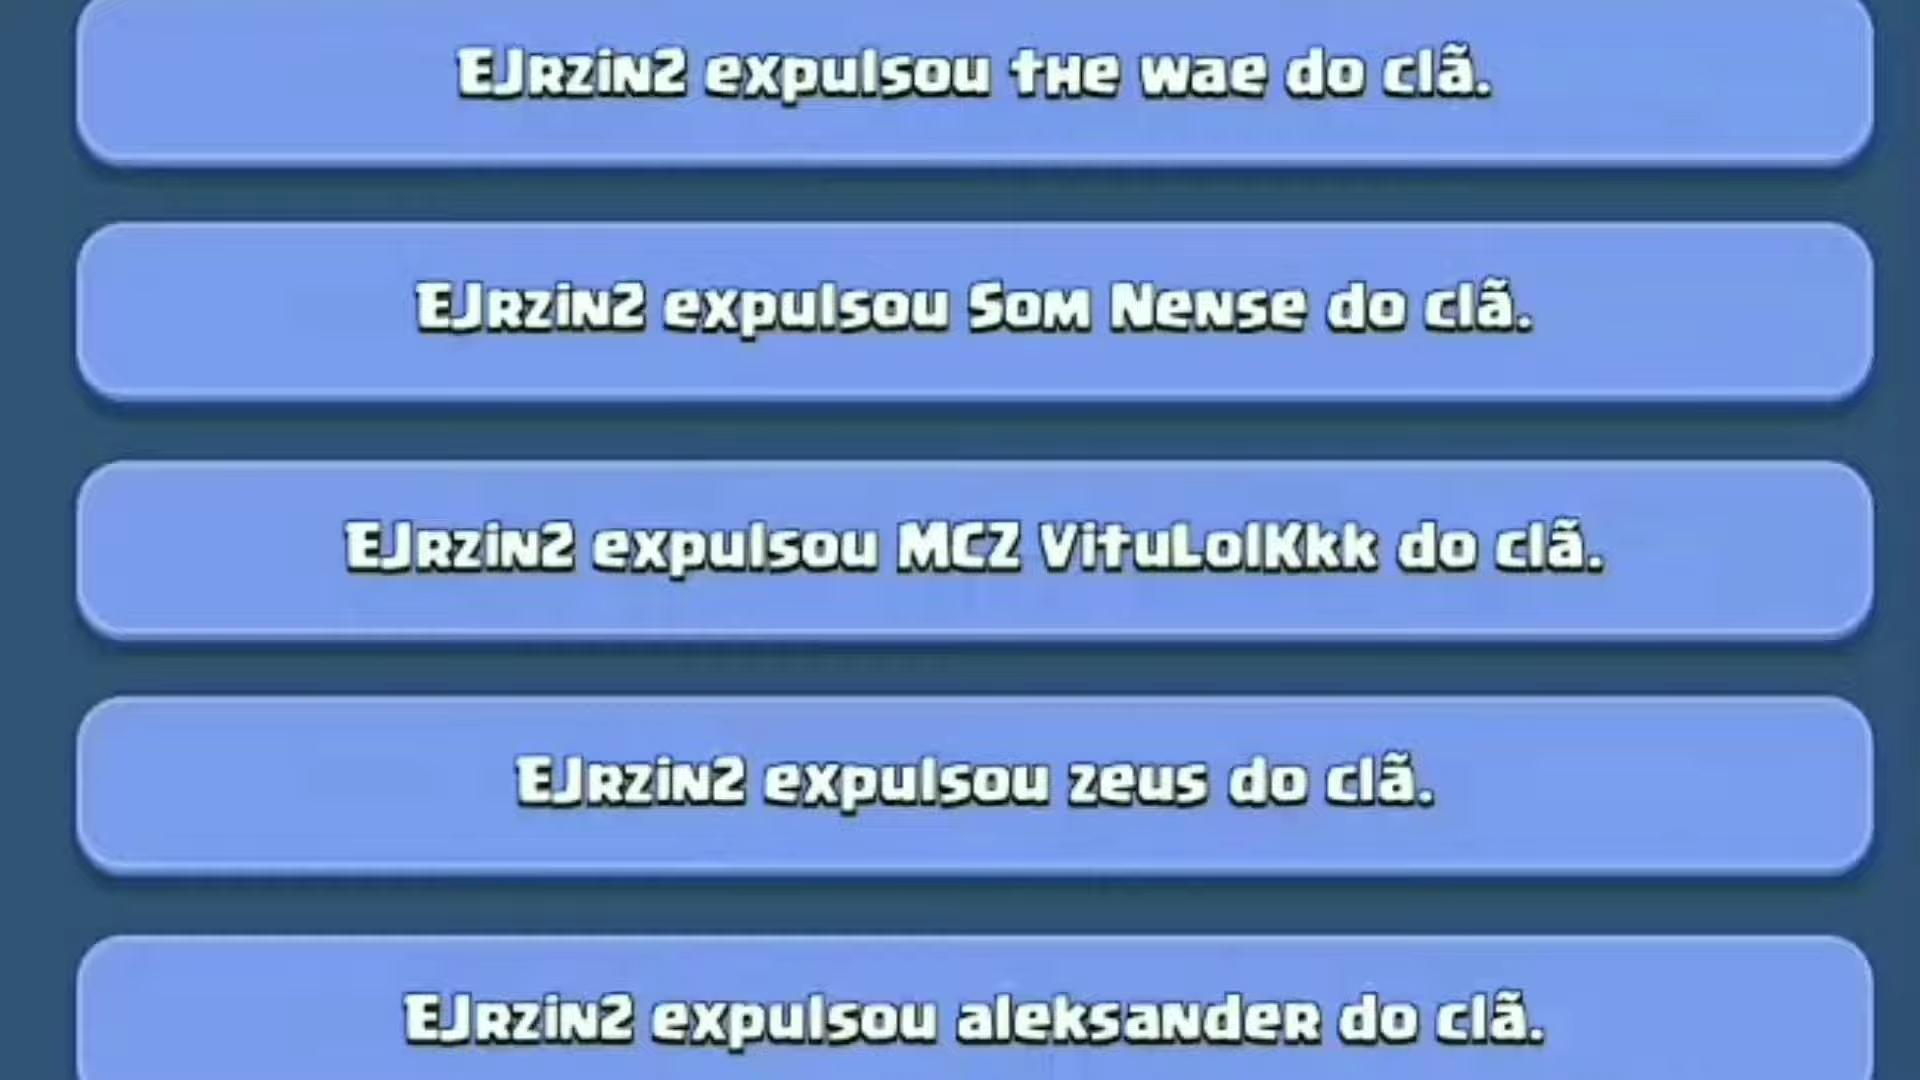 EJrzin2 expulsou the wae do clã.
EJrzin2 expulsou Som Nense do clã.
EJrzin2 expulsou MCZ VituLolKkk do clã.
EJrzin2 expulsou zeus do clã.
EJrzin2 expulsou aleksander do clã.